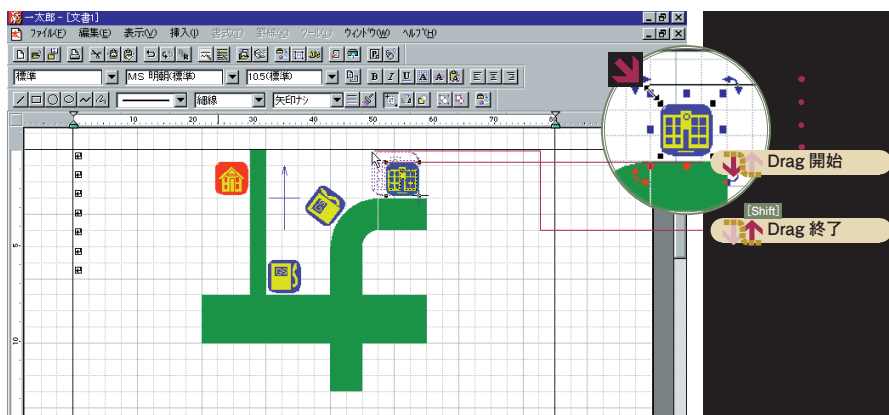 一太郎 - [文書1]
ファイル(F) 編集(E) 表示(V) 挿入(I) 書式(T) 罫線(K) ツール(L) ウィンドウ(W) ヘルプ(H)
標準 MS 明朝(標準) 10.5(標準) B I U A A
細線 矢印ナシ
10 20 30 40 50 60 70 80
5
10
GS
Drag 開始
[Shift]
Drag 終了